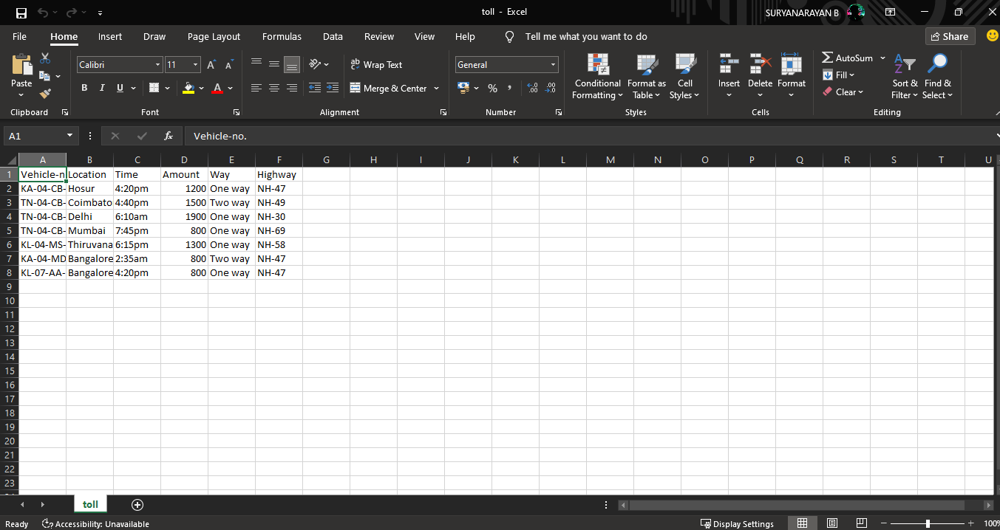 toll - Excel
SURYANARAYAN B
File Home Insert Draw Page Layout Formulas Data Review View Help Tell me what you want to do Share
Paste
Calibri 11
B I U A
A A
ab Wrap Text
Merge & Center
General
% , .00
Conditional Formatting
Format as Table
Cell Styles
Insert Delete Format
AutoSum
Fill
Clear
Sort & Filter
Find & Select
Clipboard Font Alignment Number Styles Cells Editing
A1 fx Vehicle-no.
A B C D E F G H I J K L M N O P Q R S T U
1 Vehicle-n Location Time Amount Way Highway
2 KA-04-CB- Hosur 4:20pm 1200 One way NH-47
3 TN-04-CB- Coimbato 4:40pm 1500 Two way NH-49
4 TN-04-CB- Delhi 6:10am 1900 One way NH-30
5 TN-04-CB- Mumbai 7:45pm 800 One way NH-69
6 KL-04-MS- Thiruvana 6:15pm 1300 One way NH-58
7 KA-04-MD Bangalore 2:35am 800 Two way NH-47
8 KL-07-AA- Bangalore 4:20pm 800 One way NH-47
9
10
11
12
13
14
15
16
17
18
19
20
21
22
23
toll
Ready Accessibility: Unavailable Display Settings 100%